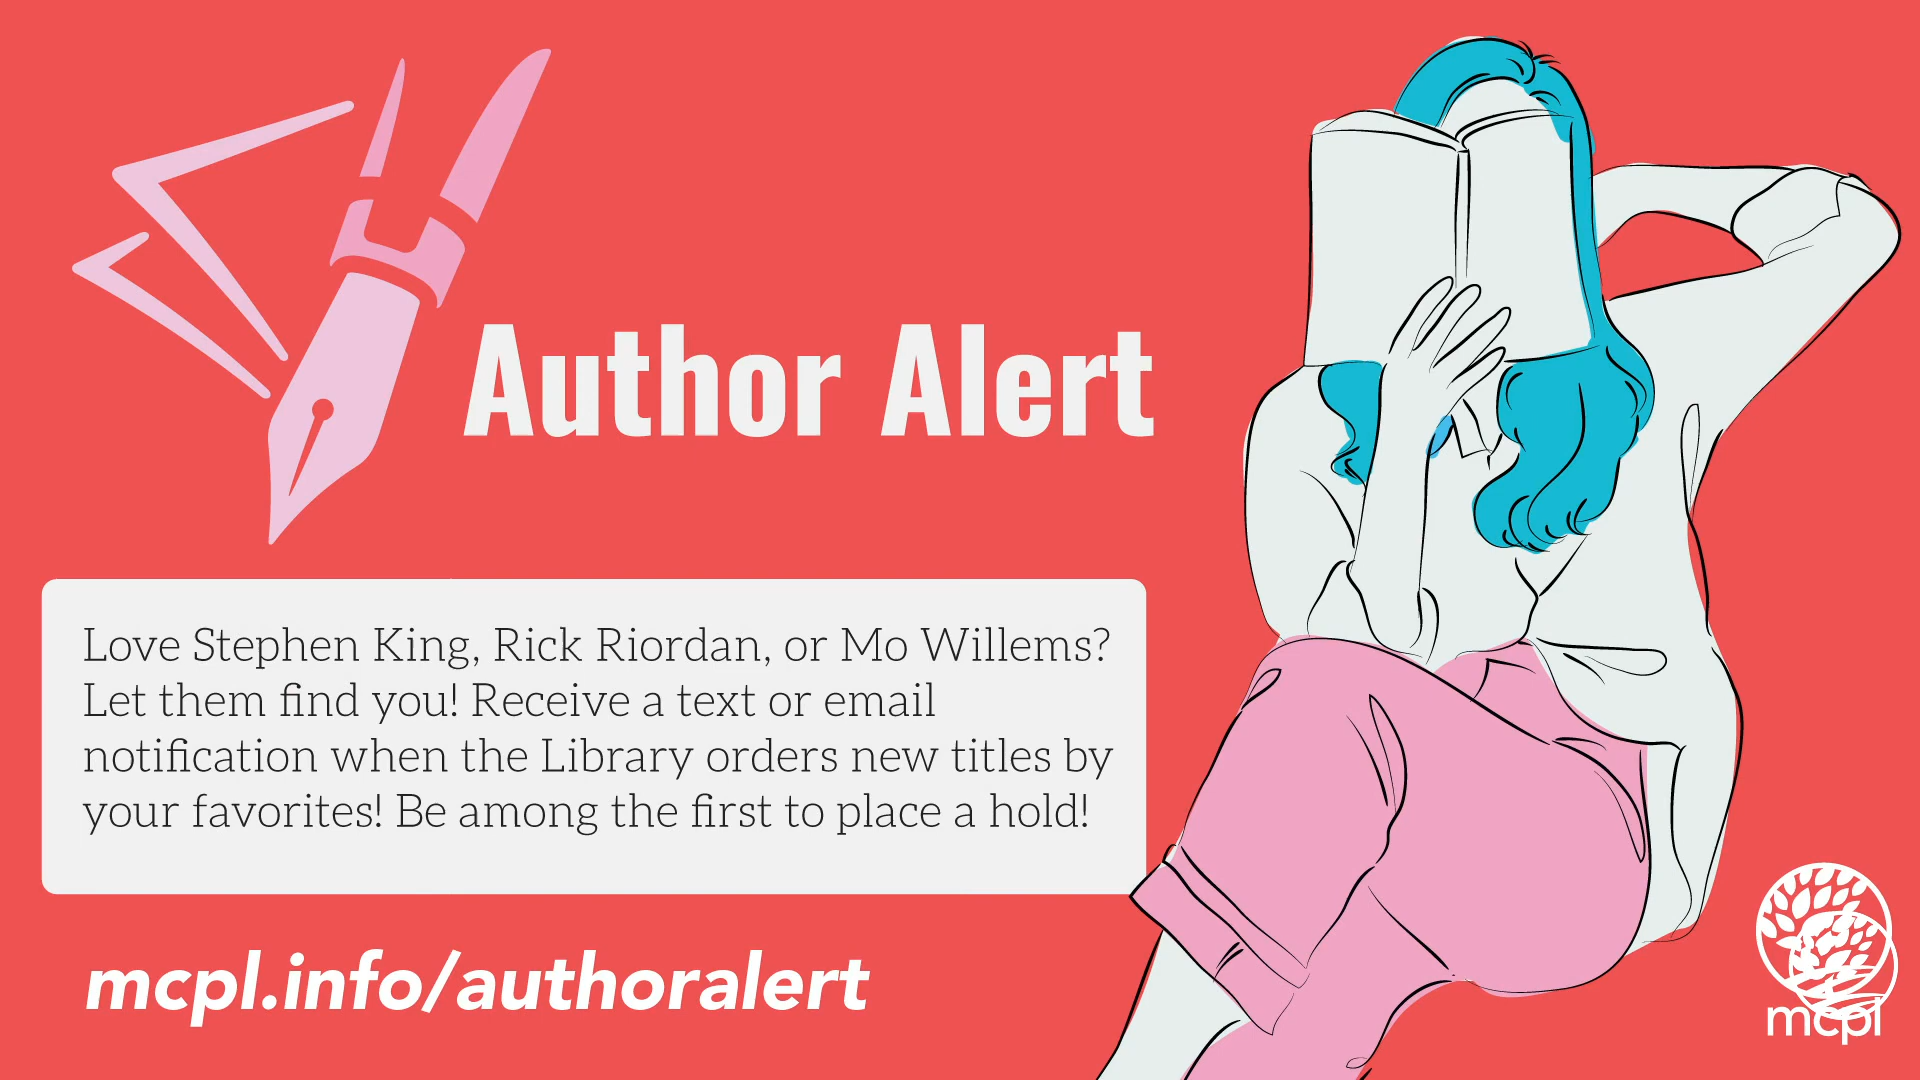 Author Alert
Love Stephen King, Rick Riordan, or Mo Willems?
Let them find you! Receive a text or email
notification when the Library orders new titles by
your favorites! Be among the first to place a hold!
mcpl.info/authoralert
mcpl